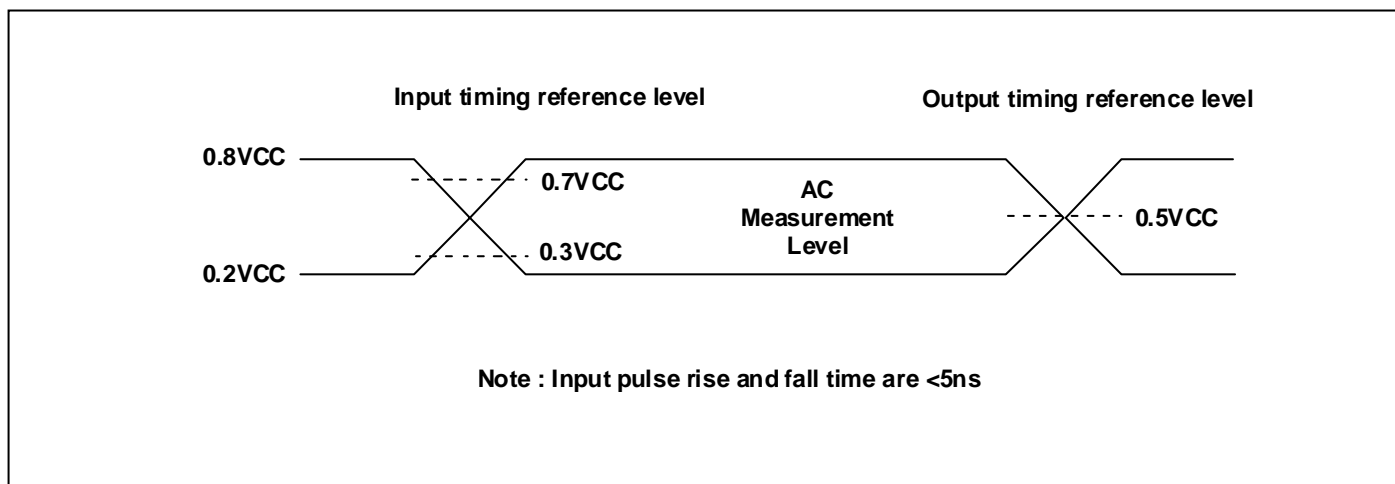 Input timing reference level
Output timing reference level
0.8VCC
0.7VCC
AC
Measurement
Level
0.5VCC
0.3VCC
0.2VCC
Note : Input pulse rise and fall time are <5ns